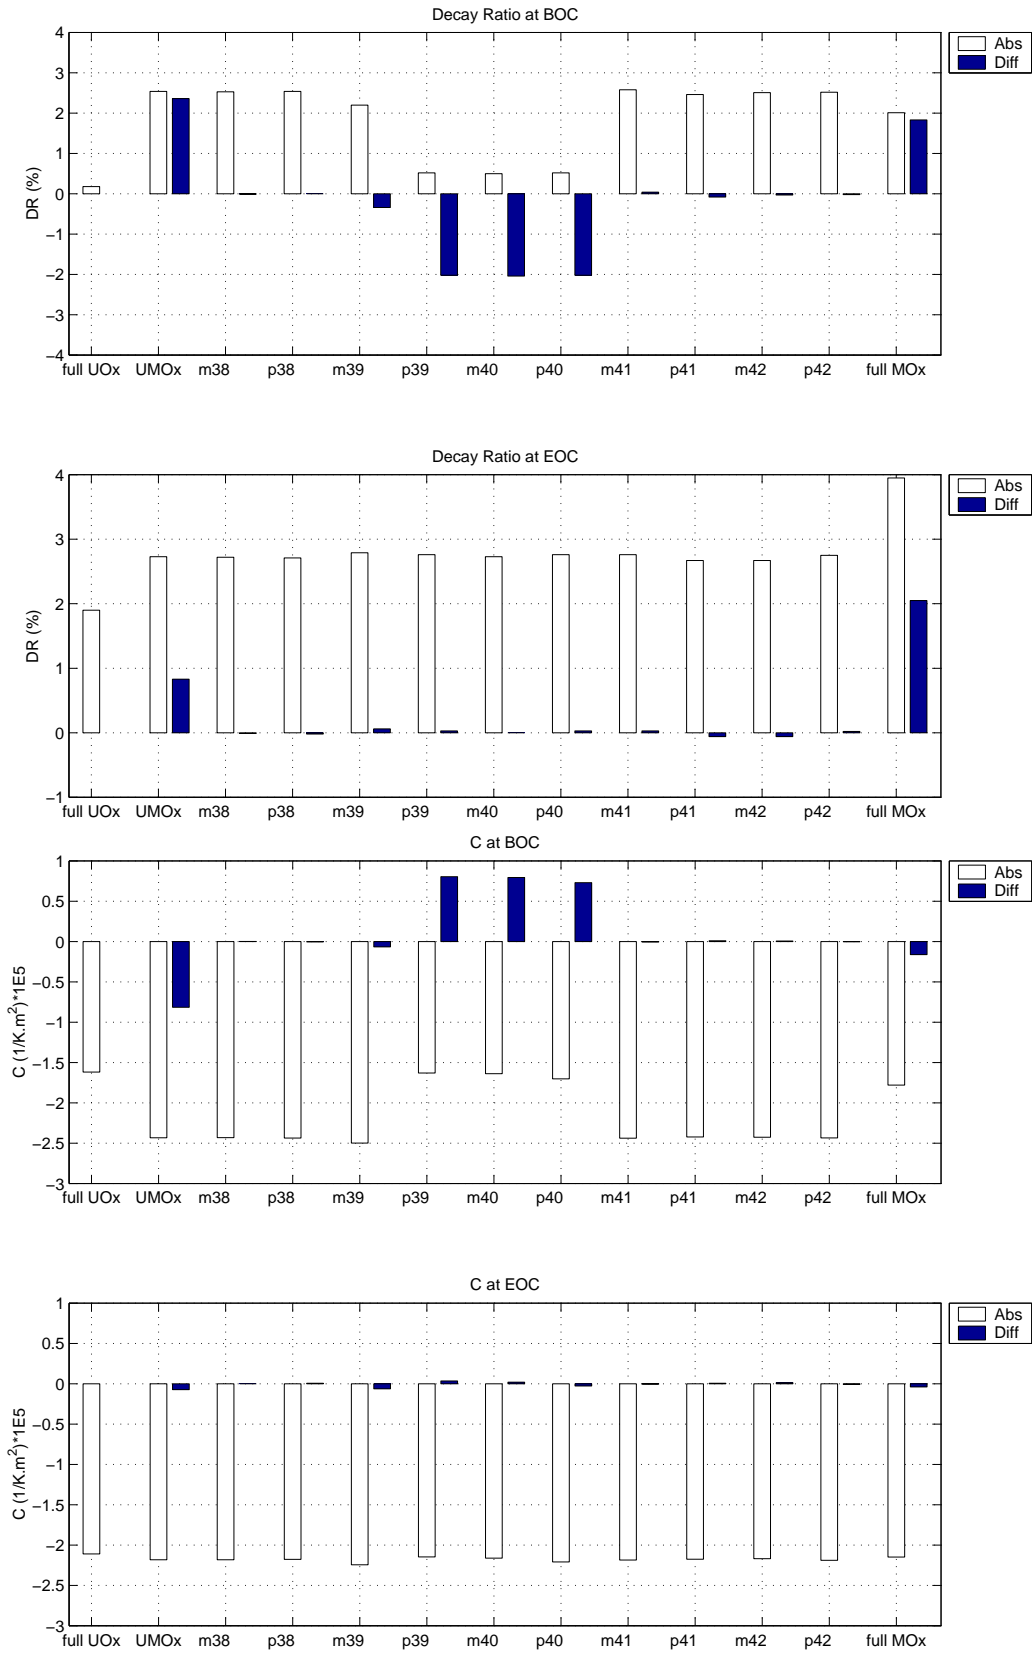 Decay Ratio at BOC
4
3
2
1
0
−1
−2
−3
−4
DR (%)
full UOx UMOx m38 p38 m39 p39 m40 p40 m41 p41 m42 p42 full MOx
Abs
Diff
Decay Ratio at EOC
4
3
2
1
0
−1
DR (%)
full UOx UMOx m38 p38 m39 p39 m40 p40 m41 p41 m42 p42 full MOx
Abs
Diff
C at BOC
1
0.5
0
−0.5
−1
−1.5
−2
−2.5
−3
C (1/K.m²)*1E5
full UOx UMOx m38 p38 m39 p39 m40 p40 m41 p41 m42 p42 full MOx
Abs
Diff
C at EOC
1
0.5
0
−0.5
−1
−1.5
−2
−2.5
−3
C (1/K.m²)*1E5
full UOx UMOx m38 p38 m39 p39 m40 p40 m41 p41 m42 p42 full MOx
Abs
Diff